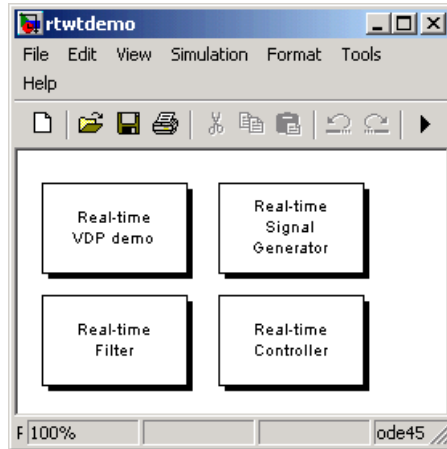 rtwtdemo
File Edit View Simulation Format Tools
Help
Real-time
VDP demo
Real-time
Signal
Generator
Real-time
Filter
Real-time
Controller
F 100% ode45